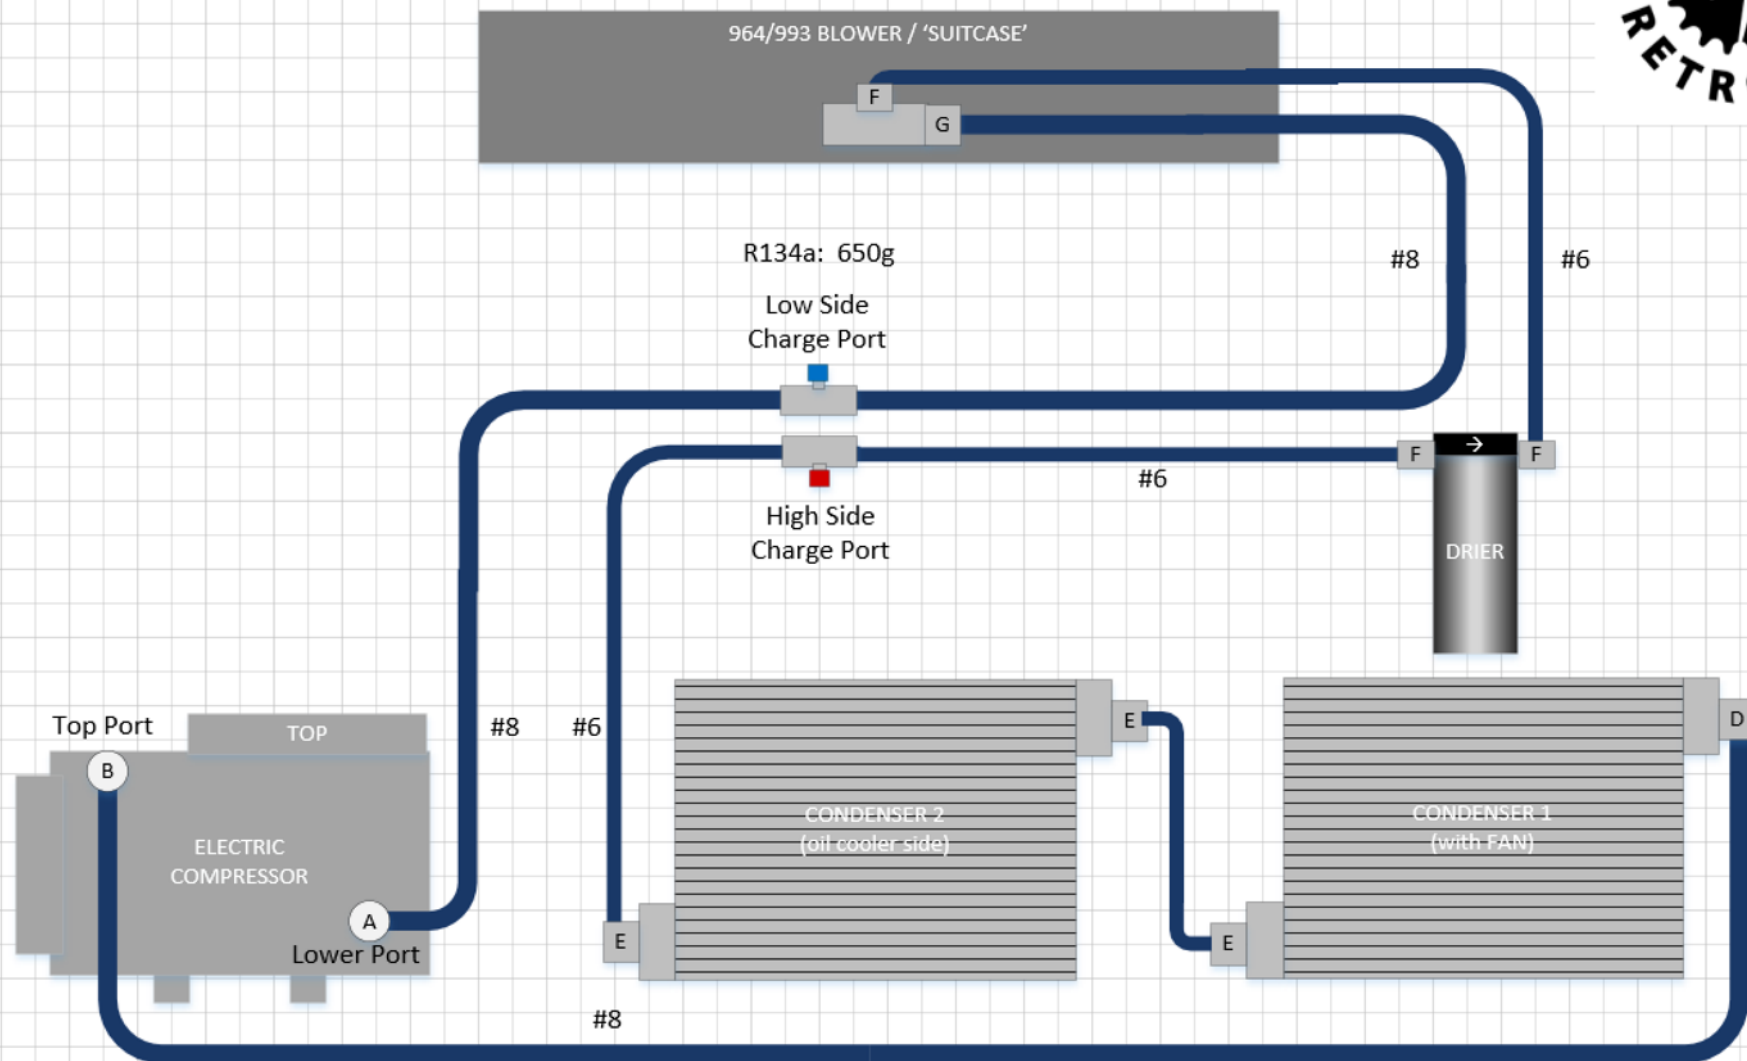 964/993 BLOWER / ‘SUITCASE’
RETR
F
G
R134a:  650g
#8
#6
Low Side
Charge Port
F
→
F
#6
High Side
Charge Port
DRIER
Top Port
TOP
#8
#6
E
D
B
CONDENSER 2
(oil cooler side)
CONDENSER 1
(with FAN)
ELECTRIC
COMPRESSOR
A
Lower Port
E
E
#8